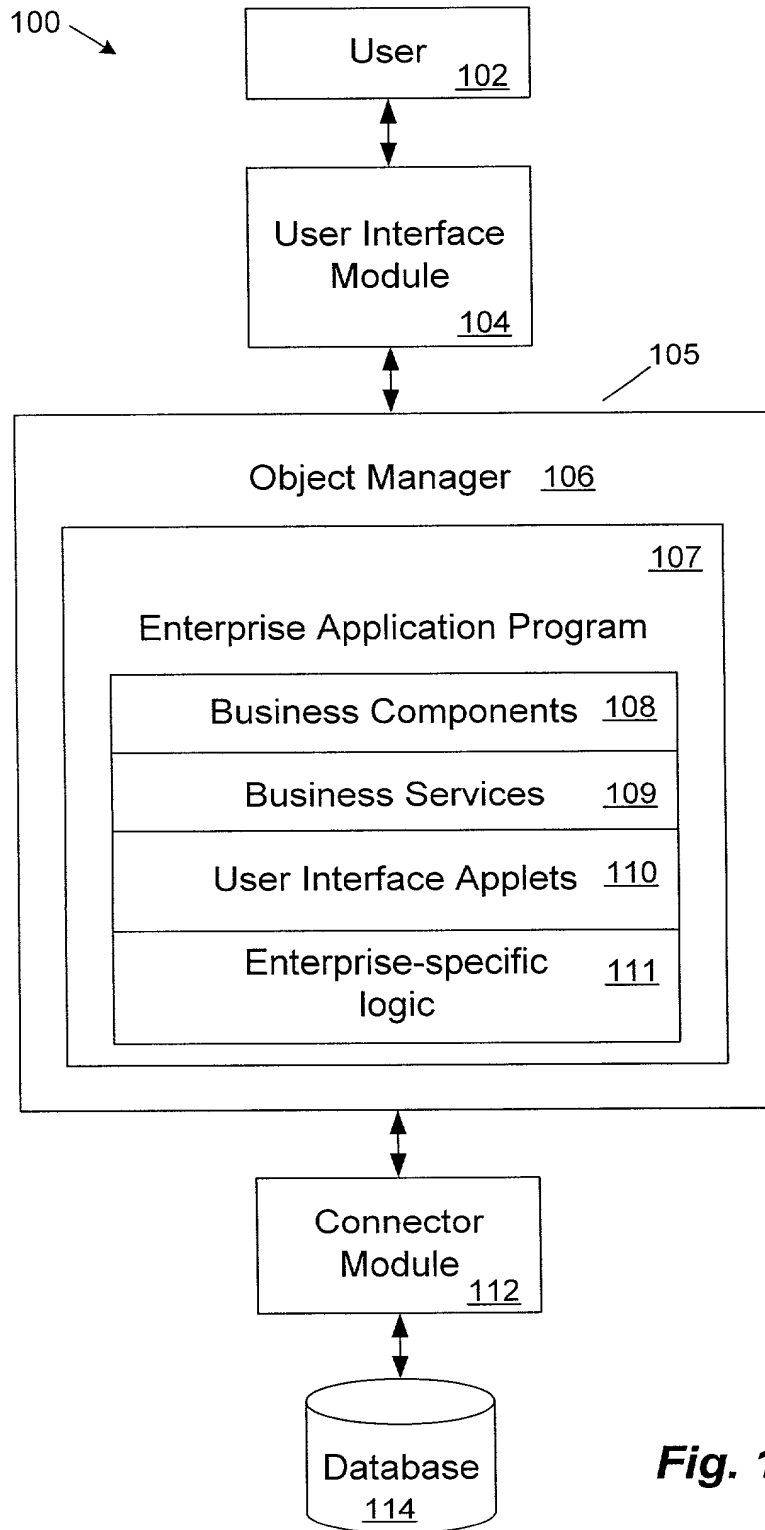 100
User
102
User Interface
Module
104
105
Object Manager 106
107
Enterprise Application Program
Business Components 108
Business Services 109
User Interface Applets 110
Enterprise-specific
logic
111
Connector
Module
112
Database
114
Fig. 1